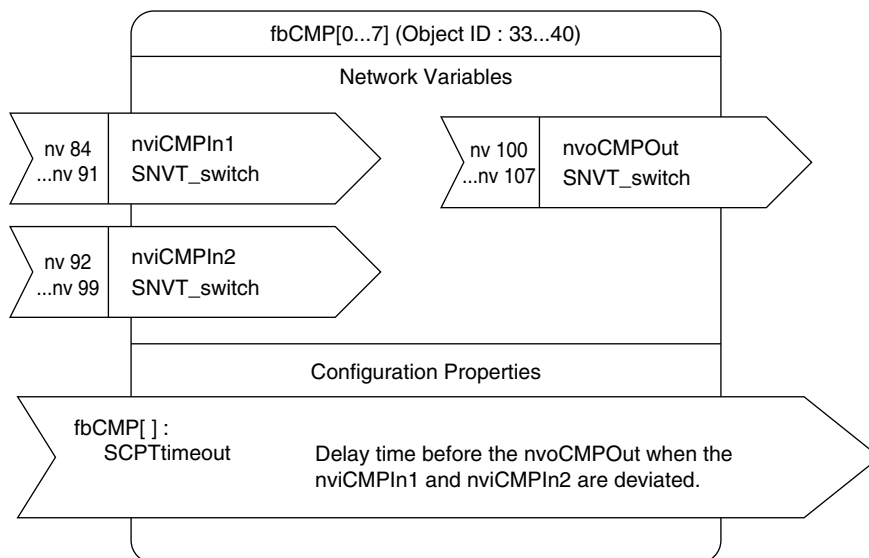 fbCMP[0...7] (Object ID : 33...40)
Network Variables
nv 84
...nv 91
nviCMPIn1
SNVT_switch
nv 100
...nv 107
nvoCMPOut
SNVT_switch
nv 92
...nv 99
nviCMPIn2
SNVT_switch
Configuration Properties
fbCMP[ ] :
SCPTtimeout
Delay time before the nvoCMPOut when the
nviCMPIn1 and nviCMPIn2 are deviated.